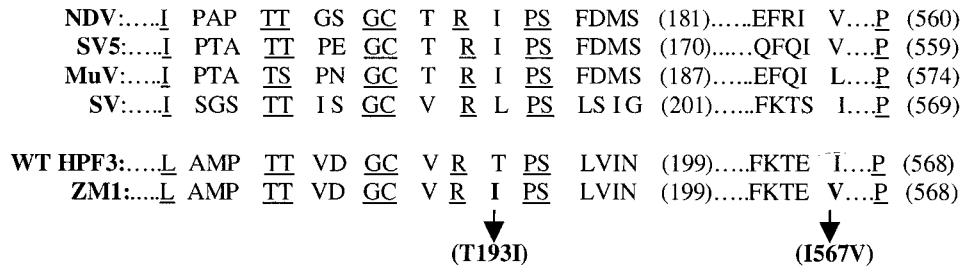 NDV:.....I PAP TT GS GC T R I PS FDMS (181).....EFRI V....P (560)
SV5:.....I PTA TT PE GC T R I PS FDMS (170)....QFQI V....P (559)
MuV:.....I PTA TS PN GC T R I PS FDMS (187).....EFQI L....P (574)
SV:.....I SGS TT IS GC V R L PS LSIG (201).....FKTS I....P (569)
WT HPF3:.....L AMP TT VD GC V R T PS LVIN (199).....FKTE I....P (568)
ZM1:.....L AMP TT VD GC V R I PS LVIN (199).....FKTE V....P (568)
(T193I) (I567V)